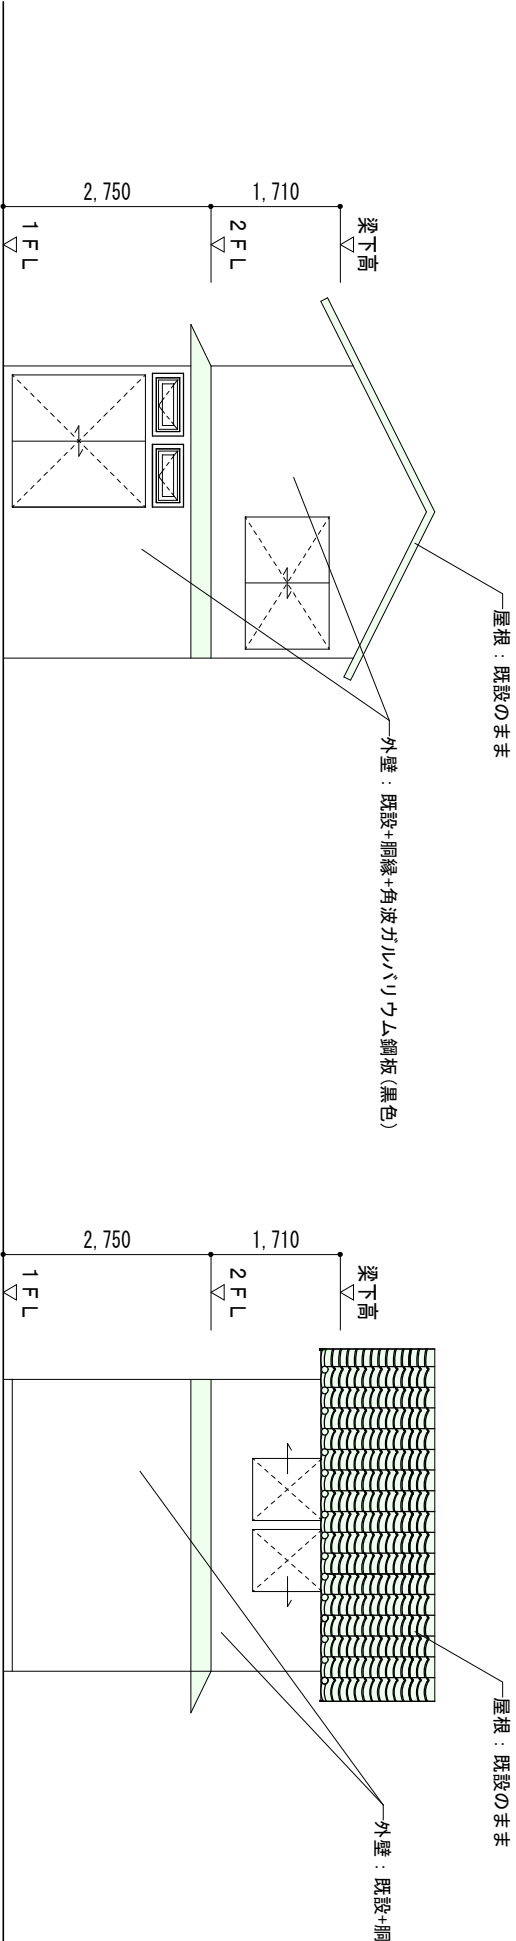 屋根：既設のまま
外壁：既設+胴縁+角波ガルバリウム鋼板(黒色)
梁下高
1,710
2ＦＬ
2,750
1ＦＬ
屋根：既設のまま
外壁：既設+胴
梁下高
1,710
2ＦＬ
2,750
1ＦＬ